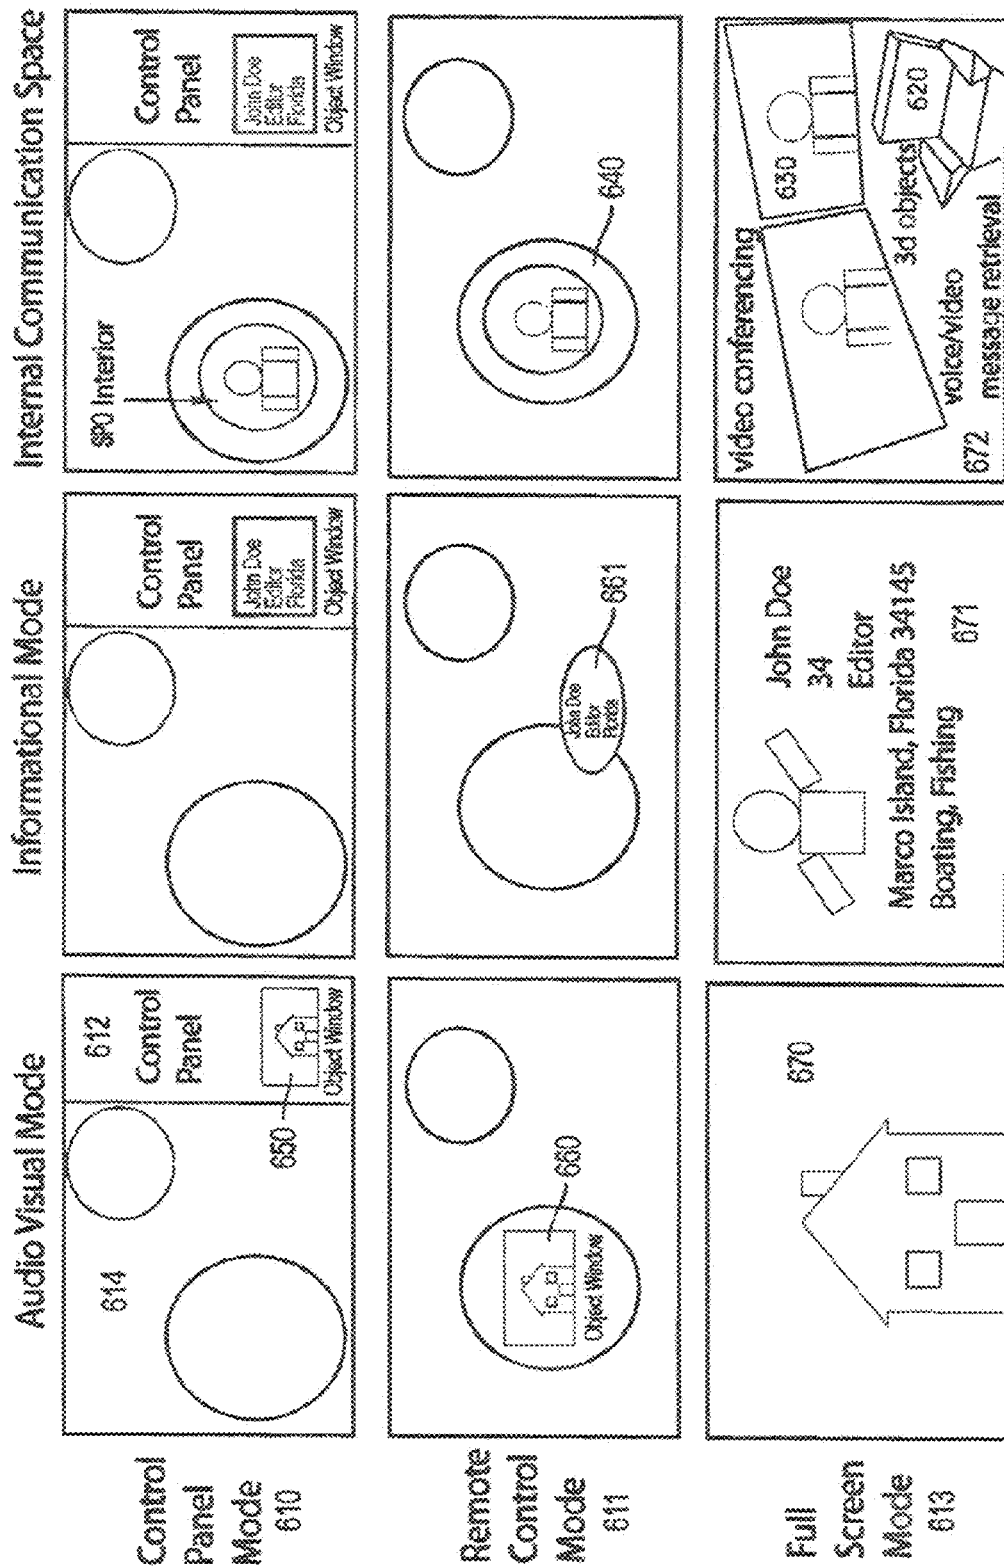 Audio Visual Mode
Informational Mode
Internal Communication Space
Control
Panel
Mode
610
614
612
Control
Panel
650
Object Window
Control
Panel
John Doe
Editor
Florida
Object Window
SPO Interior
Control
Panel
John Doe
Editor
Florida
Object Window
Remote
Control
Mode
611
660
Object Window
661
John Doe
Editor
Florida
640
Full
Screen
Mode
613
670
John Doe
34
Editor
Marco Island, Florida 34145
Boating, Fishing
671
video conferencing
630
3d objects
620
voice/video
message retrieval
672